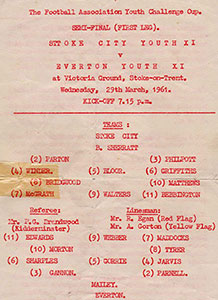 The Football Association Youth Challenge Cup.
SEMI-FINAL (FIRST LEG).
STOKE CITY YOUTH XI
v
EVERTON YOUTH XI
at Victoria Ground, Stoke-on-Trent.
Wednesday, 29th March, 1961.
KICK-OFF 7.15 p.m.
TEAMS :
STOKE CITY
R. SHERRATT
(2) PARTON (3) PHILPOTT
(4) WINDER. (5) BLOOR. (6) GRIFFITHS
(8) BRIDGWOOD (10) MATTHEWS
(7) McGRATH (9) WALTERS (11) BEBBINGTON
Referee: Linesman:
Mr. F.G. Brandwood Mr. R. Egan (Red Flag)
(Kidderminster) Mr. A. Corton (Yellow Flag)
(11) EDWARDS (9) WEBBER (7) MADDOCKS
(10) MORTON (8) TYRER
(6) SHARPLES (5) GORRIE (4) JARVIS
(3) GANNON. (2) PARNELL.
MAILEY.
EVERTON.